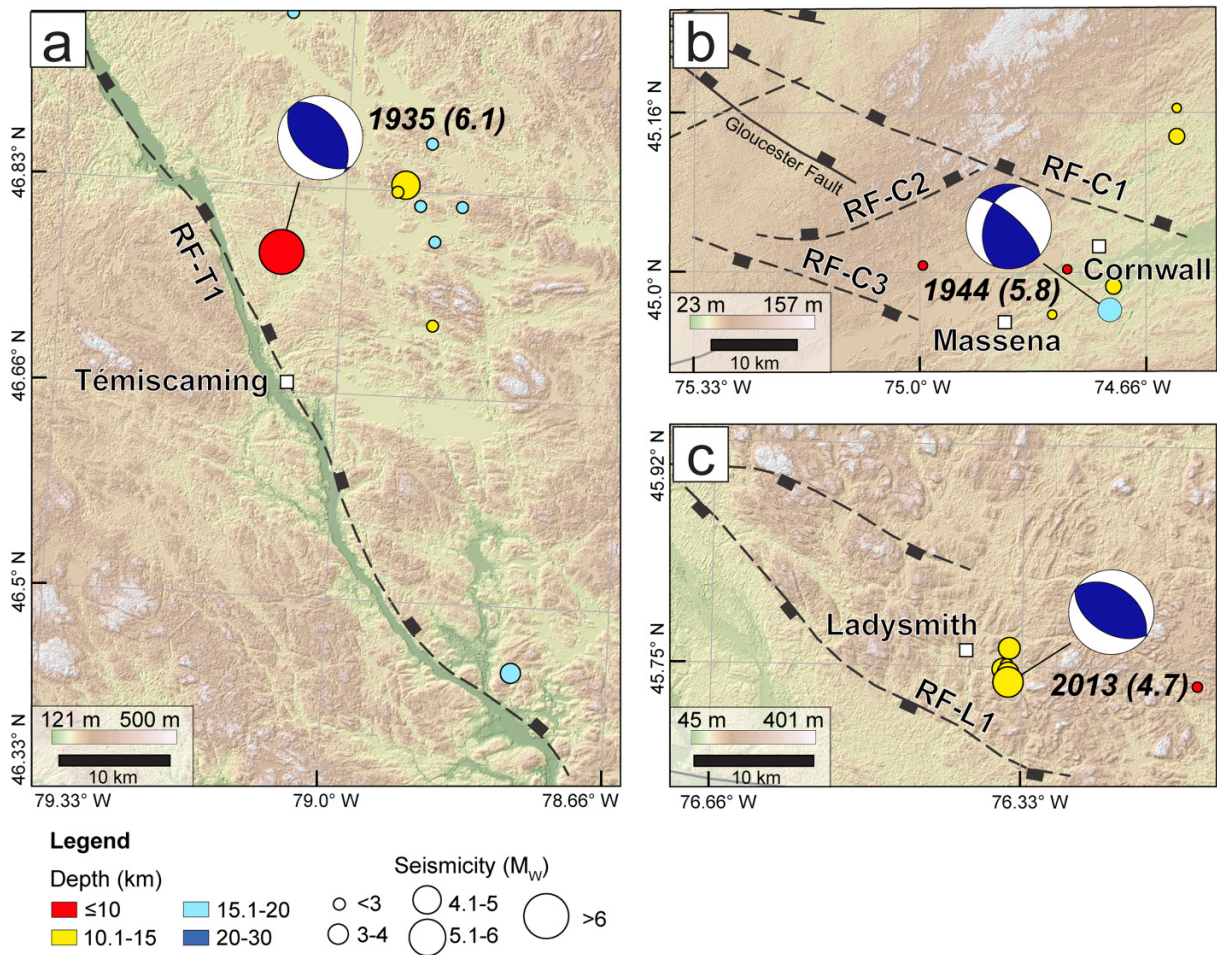 a
1935 (6.1)
46.83° N
RF-T1
46.66° N
Témiscaming
46.5° N
46.33° N
121 m 500 m
10 km
79.33° W 79.0° W 78.66° W
b
45.16° N
Gloucester Fault
RF-C1
RF-C2
RF-C3
Cornwall
45.0° N
1944 (5.8)
23 m 157 m
Massena
10 km
75.33° W 75.0° W 74.66° W
c
45.92° N
Ladysmith
45.75° N
2013 (4.7)
RF-L1
45 m 401 m
10 km
76.66° W 76.33° W
Legend
Depth (km)
≤10 15.1-20
10.1-15 20-30
Seismicity (Mw)
<3 4.1-5
3-4 5.1-6
>6